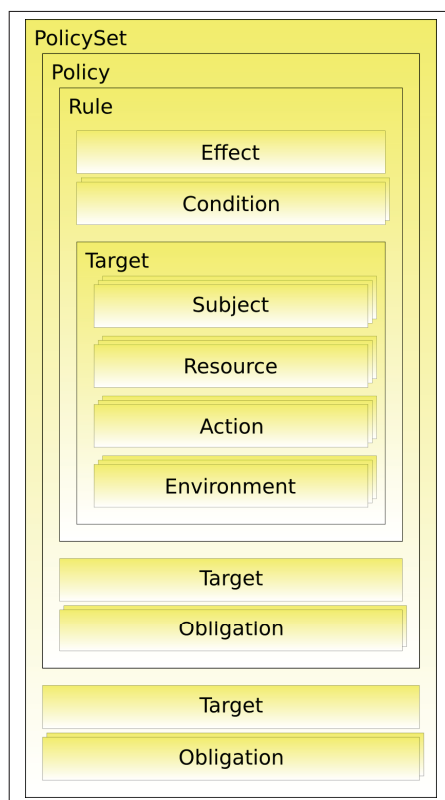 PolicySet
Policy
Rule
Effect
Condition
Target
Subject
Resource
Action
Environment
Target
Obligation
Target
Obligation